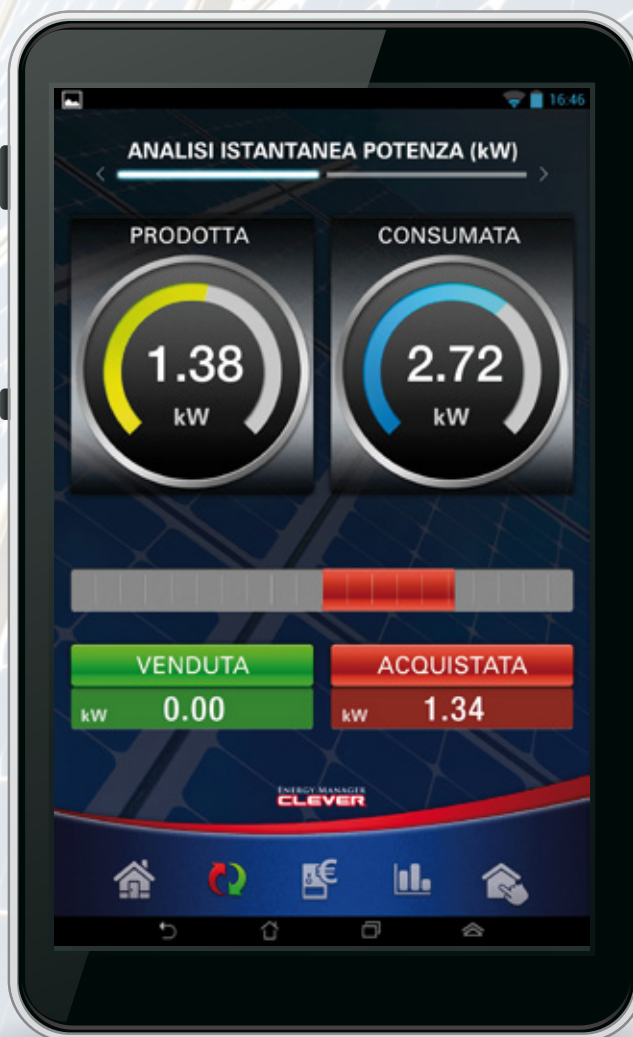 16:46
ANALISI ISTANTANEA POTENZA (kW)
PRODOTTA
CONSUMATA
1.38
2.72
kW
kW
VENDUTA
ACQUISTATA
kW 0.00
kW 1.34
ENERGY MANAGER
CLEVER
€